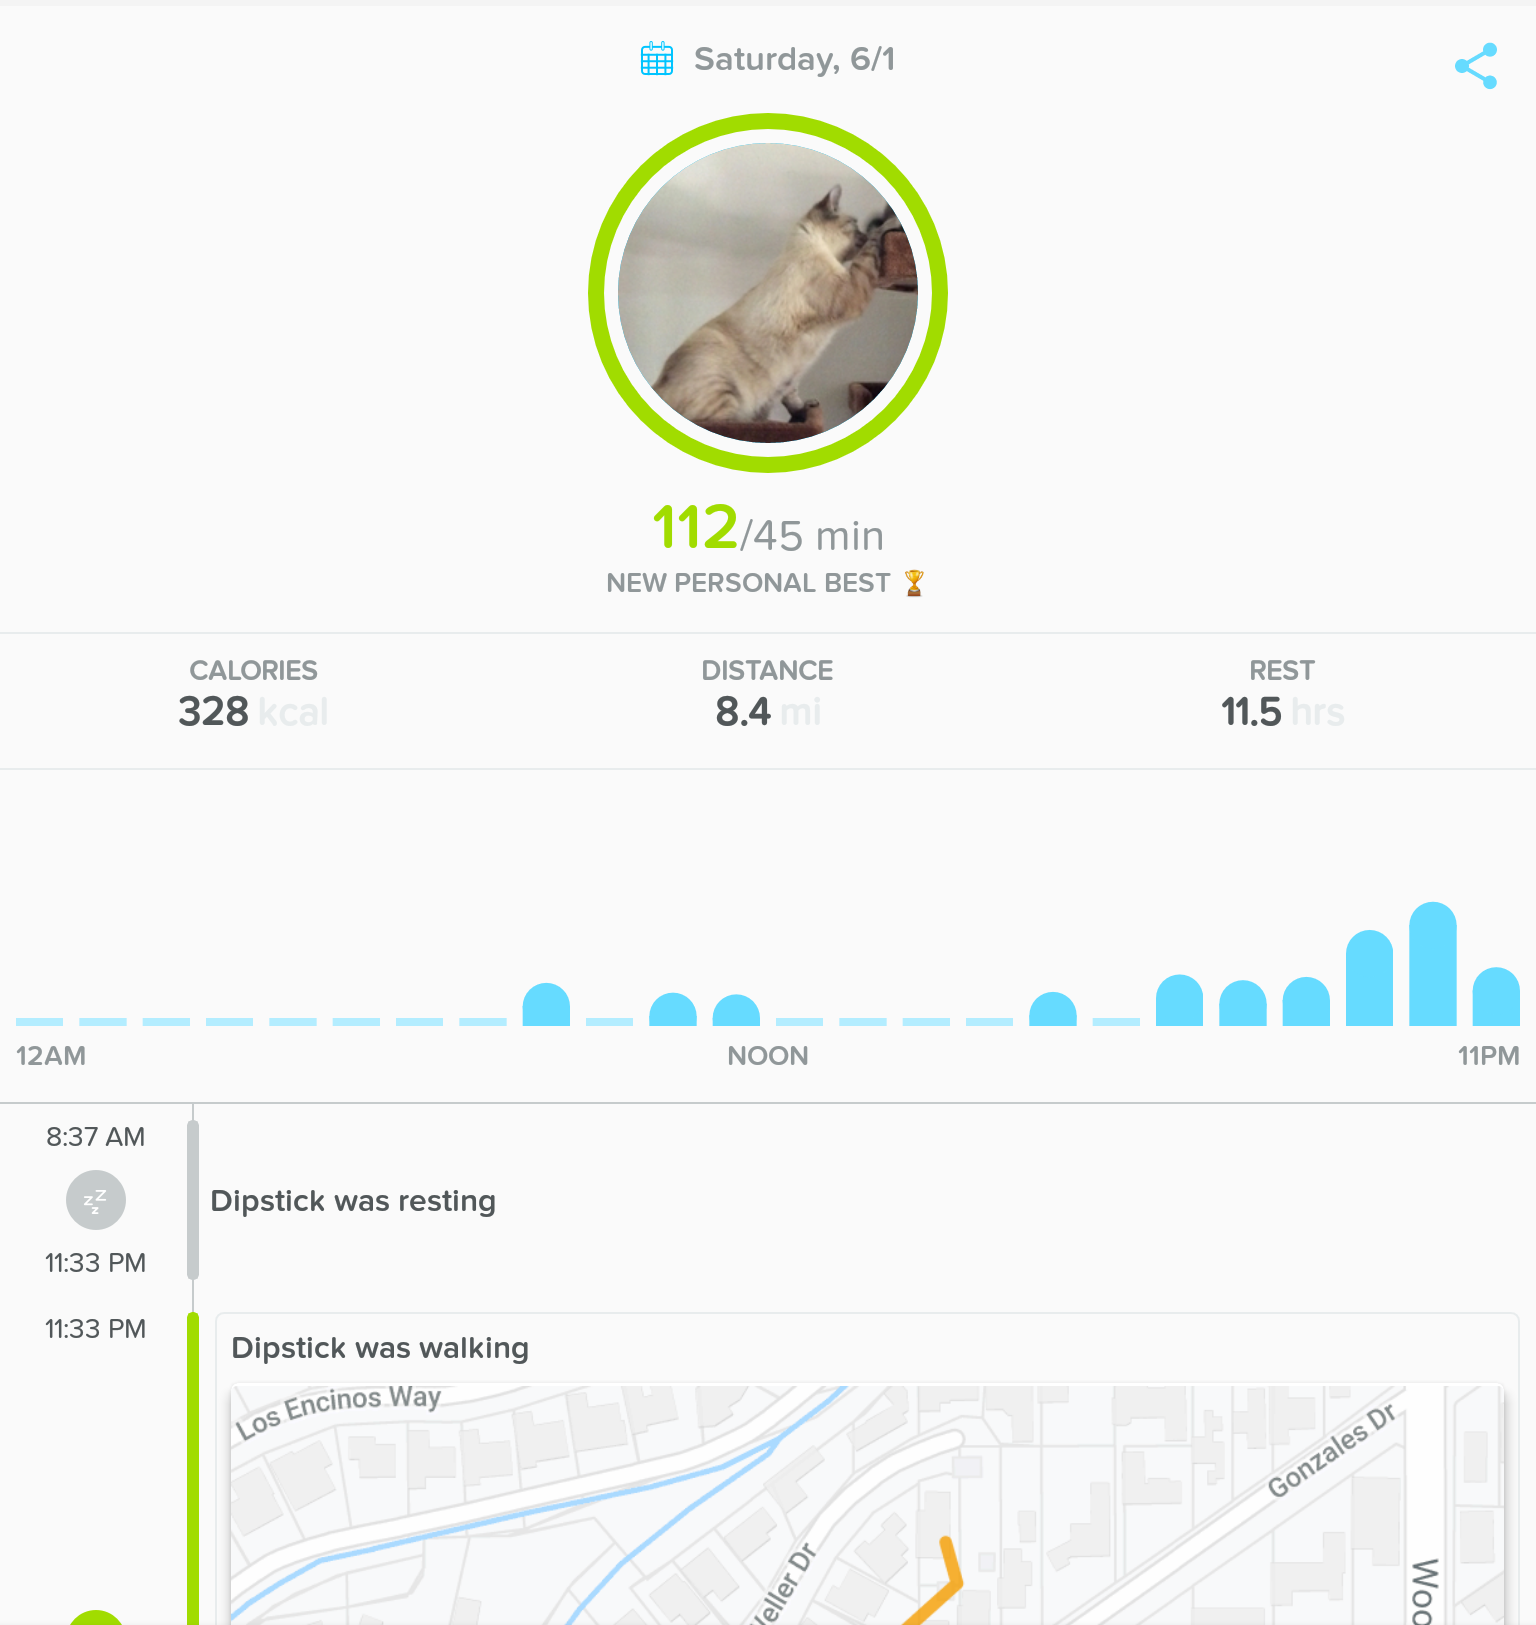 Saturday, 6/1
112/45 min
NEW PERSONAL BEST 🏆
CALORIES
328 kcal
DISTANCE
8.4 mi
REST
11.5 hrs
12AM
NOON
11PM
8:37 AM
zZz
Dipstick was resting
11:33 PM
11:33 PM
Dipstick was walking
Los Encinos Way
Gonzales Dr
eller Dr
Woo